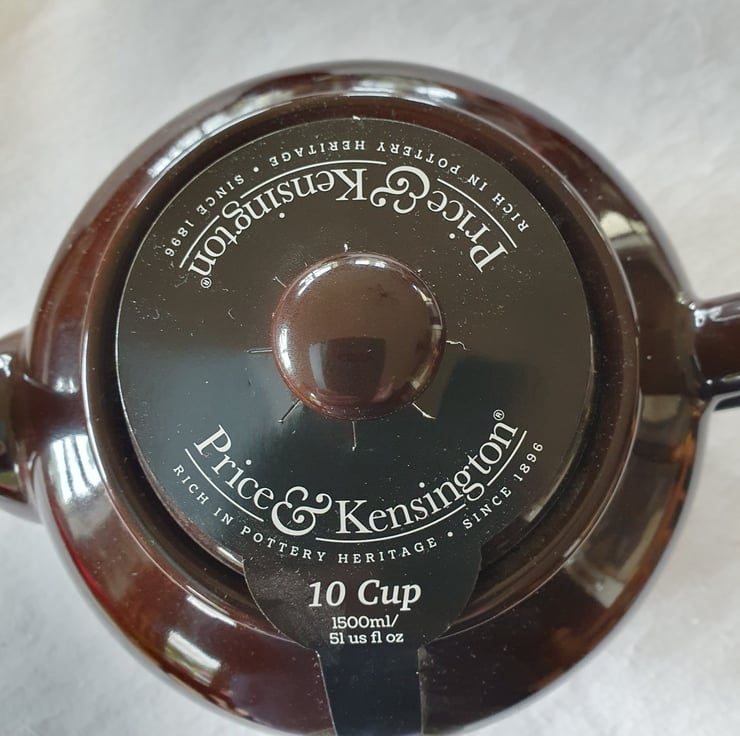 Price & Kensington®
RICH IN POTTERY HERITAGE • SINCE 1896
Price & Kensington®
RICH IN POTTERY HERITAGE • SINCE 1896
10 Cup
1500ml/
51 us fl oz